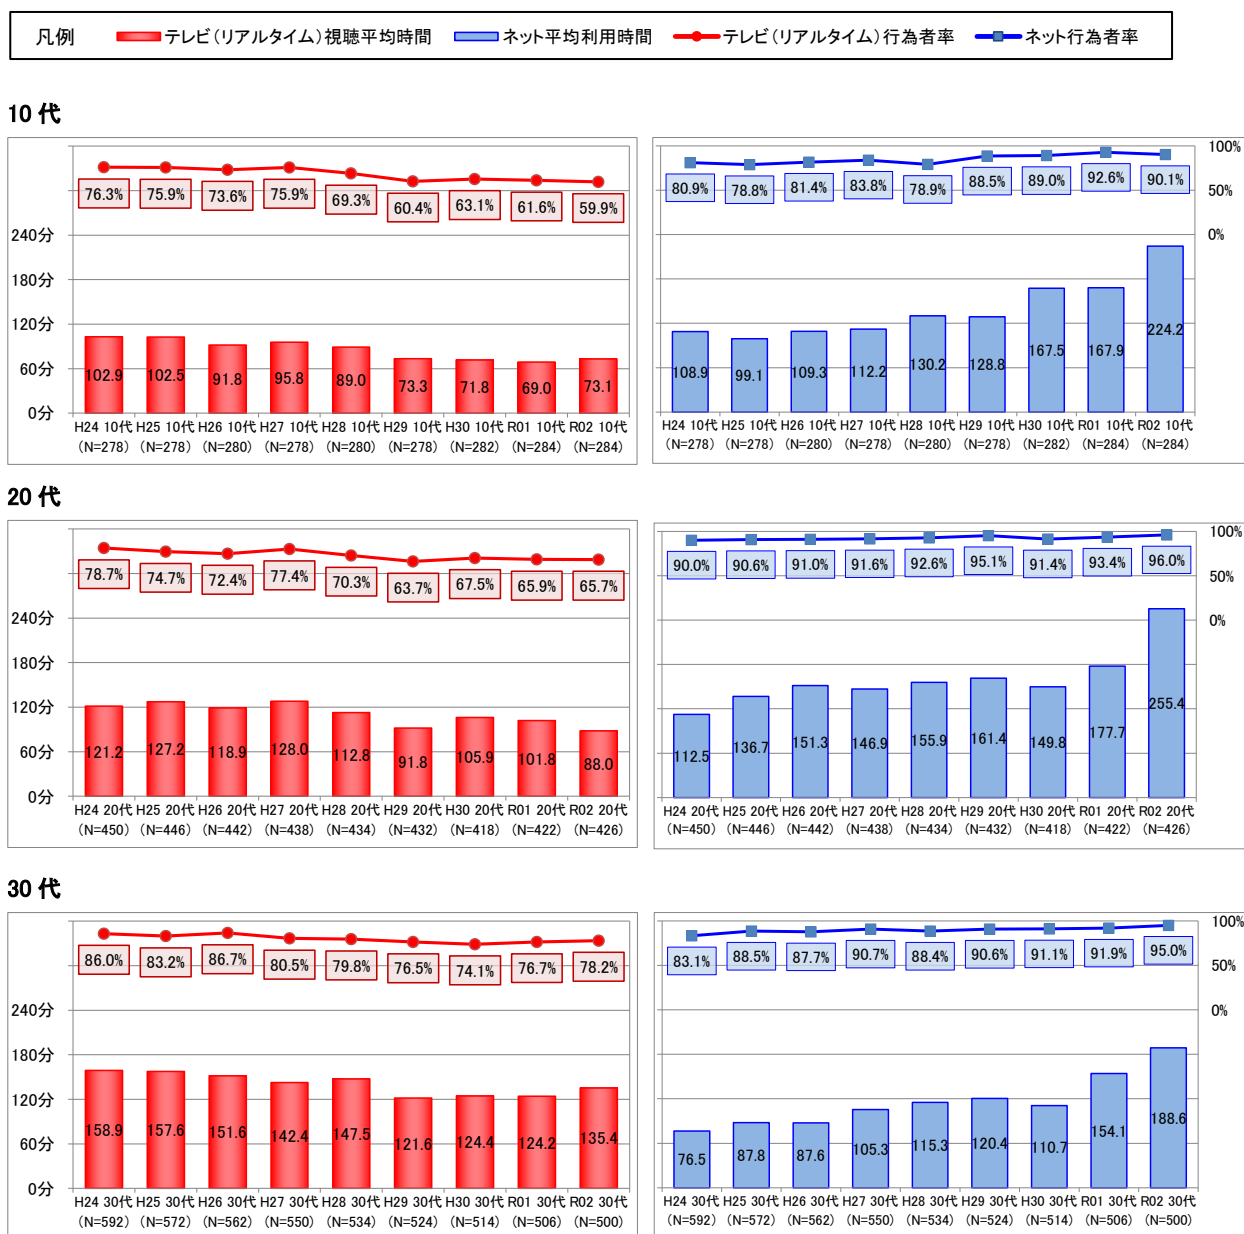 凡例 テレビ(リアルタイム)視聴平均時間 ネット平均利用時間 テレビ(リアルタイム)行為者率 ネット行為者率
10 代
76.3% 75.9% 73.6% 75.9% 69.3% 60.4% 63.1% 61.6% 59.9%
240分
180分
120分
60分
0分
102.9 102.5 91.8 95.8 89.0 73.3 71.8 69.0 73.1
H24 10代 H25 10代 H26 10代 H27 10代 H28 10代 H29 10代 H30 10代 R01 10代 R02 10代
(N=278) (N=278) (N=280) (N=278) (N=280) (N=278) (N=282) (N=284) (N=284)
100%
50%
0%
80.9% 78.8% 81.4% 83.8% 78.9% 88.5% 89.0% 92.6% 90.1%
108.9 99.1 109.3 112.2 130.2 128.8 167.5 167.9 224.2
H24 10代 H25 10代 H26 10代 H27 10代 H28 10代 H29 10代 H30 10代 R01 10代 R02 10代
(N=278) (N=278) (N=280) (N=278) (N=280) (N=278) (N=282) (N=284) (N=284)
20 代
78.7% 74.7% 72.4% 77.4% 70.3% 63.7% 67.5% 65.9% 65.7%
240分
180分
120分
60分
0分
121.2 127.2 118.9 128.0 112.8 91.8 105.9 101.8 88.0
H24 20代 H25 20代 H26 20代 H27 20代 H28 20代 H29 20代 H30 20代 R01 20代 R02 20代
(N=450) (N=446) (N=442) (N=438) (N=434) (N=432) (N=418) (N=422) (N=426)
100%
50%
0%
90.0% 90.6% 91.0% 91.6% 92.6% 95.1% 91.4% 93.4% 96.0%
112.5 136.7 151.3 146.9 155.9 161.4 149.8 177.7 255.4
H24 20代 H25 20代 H26 20代 H27 20代 H28 20代 H29 20代 H30 20代 R01 20代 R02 20代
(N=450) (N=446) (N=442) (N=438) (N=434) (N=432) (N=418) (N=422) (N=426)
30 代
86.0% 83.2% 86.7% 80.5% 79.8% 76.5% 74.1% 76.7% 78.2%
240分
180分
120分
60分
0分
158.9 157.6 151.6 142.4 147.5 121.6 124.4 124.2 135.4
H24 30代 H25 30代 H26 30代 H27 30代 H28 30代 H29 30代 H30 30代 R01 30代 R02 30代
(N=592) (N=572) (N=562) (N=550) (N=534) (N=524) (N=514) (N=506) (N=500)
100%
50%
0%
83.1% 88.5% 87.7% 90.7% 88.4% 90.6% 91.1% 91.9% 95.0%
76.5 87.8 87.6 105.3 115.3 120.4 110.7 154.1 188.6
H24 30代 H25 30代 H26 30代 H27 30代 H28 30代 H29 30代 H30 30代 R01 30代 R02 30代
(N=592) (N=572) (N=562) (N=550) (N=534) (N=524) (N=514) (N=506) (N=500)